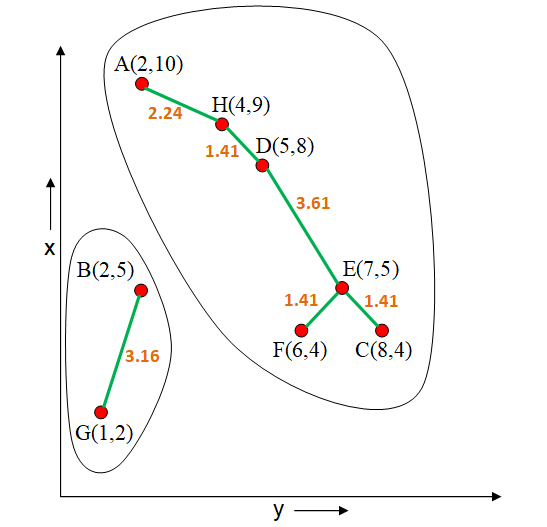 A(2,10)
H(4,9)
2.24
D(5,8)
1.41
3.61
x
B(2,5)
E(7,5)
1.41
1.41
F(6,4)
C(8,4)
3.16
G(1,2)
y